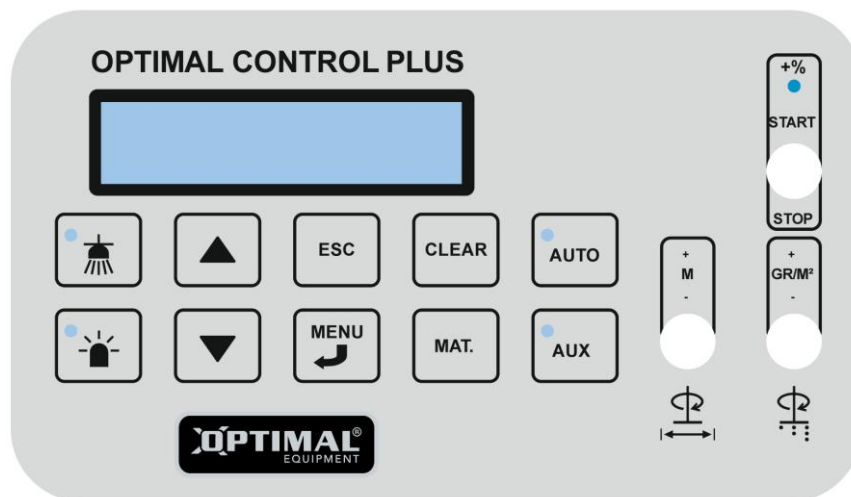 OPTIMAL CONTROL PLUS
+%
START
STOP
ESC
CLEAR
AUTO
MENU
MAT.
AUX
+
M
-
+
GR/M²
-
OPTIMAL®
EQUIPMENT